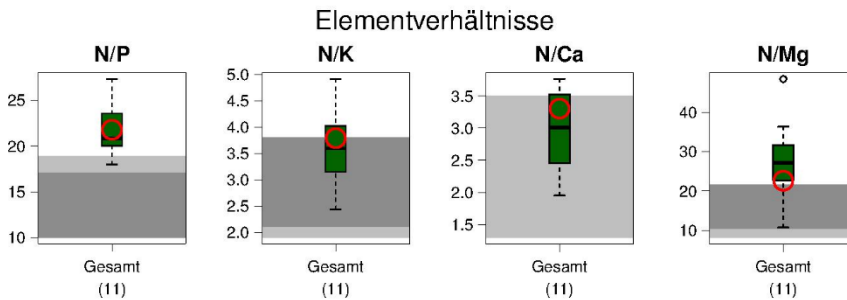 Elementverhältnisse
N/P
N/K
N/Ca
N/Mg
25
20
15
10
Gesamt
(11)
5.0
4.5
4.0
3.5
3.0
2.5
2.0
Gesamt
(11)
3.5
3.0
2.5
2.0
1.5
Gesamt
(11)
40
30
20
10
Gesamt
(11)